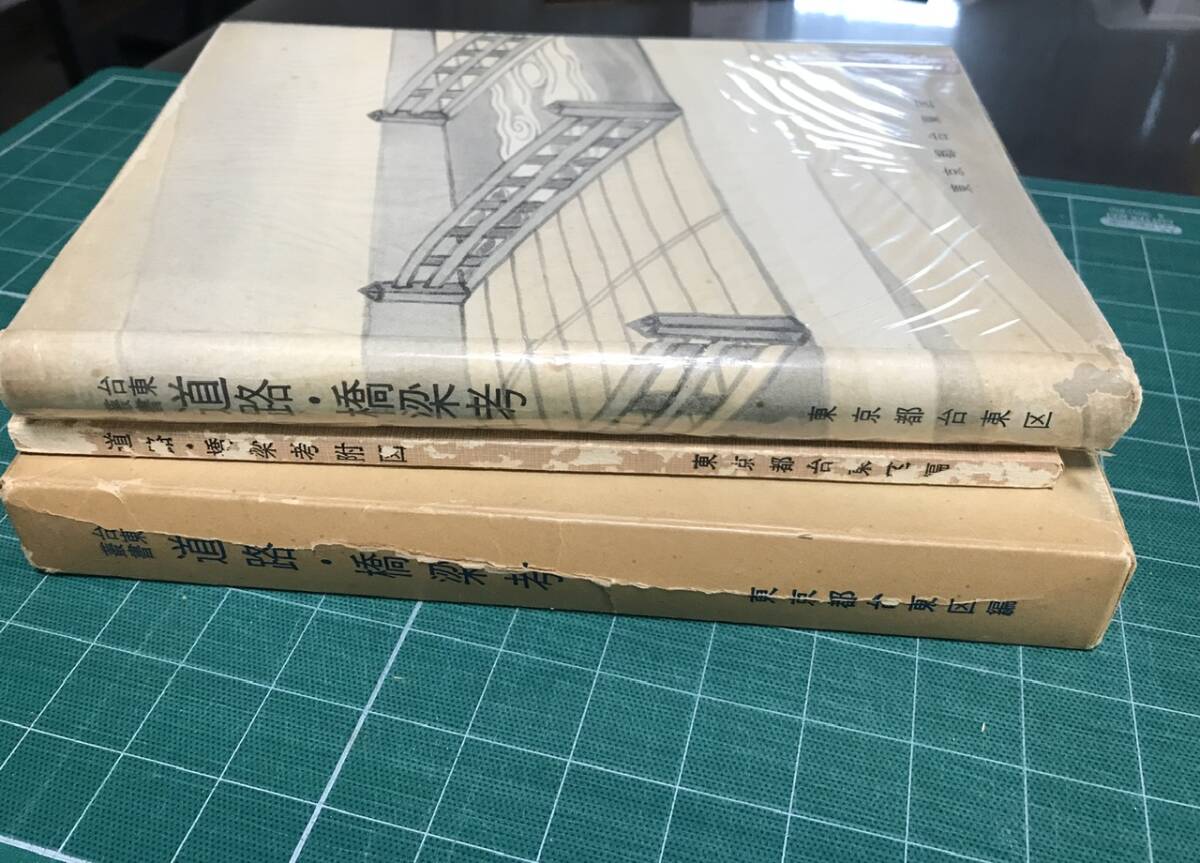 台東叢書 道路・橋梁考 東京都台東区
道路・橋梁考附図 東京都台東区編
台東叢書 道路・橋梁考 東京都台東区編